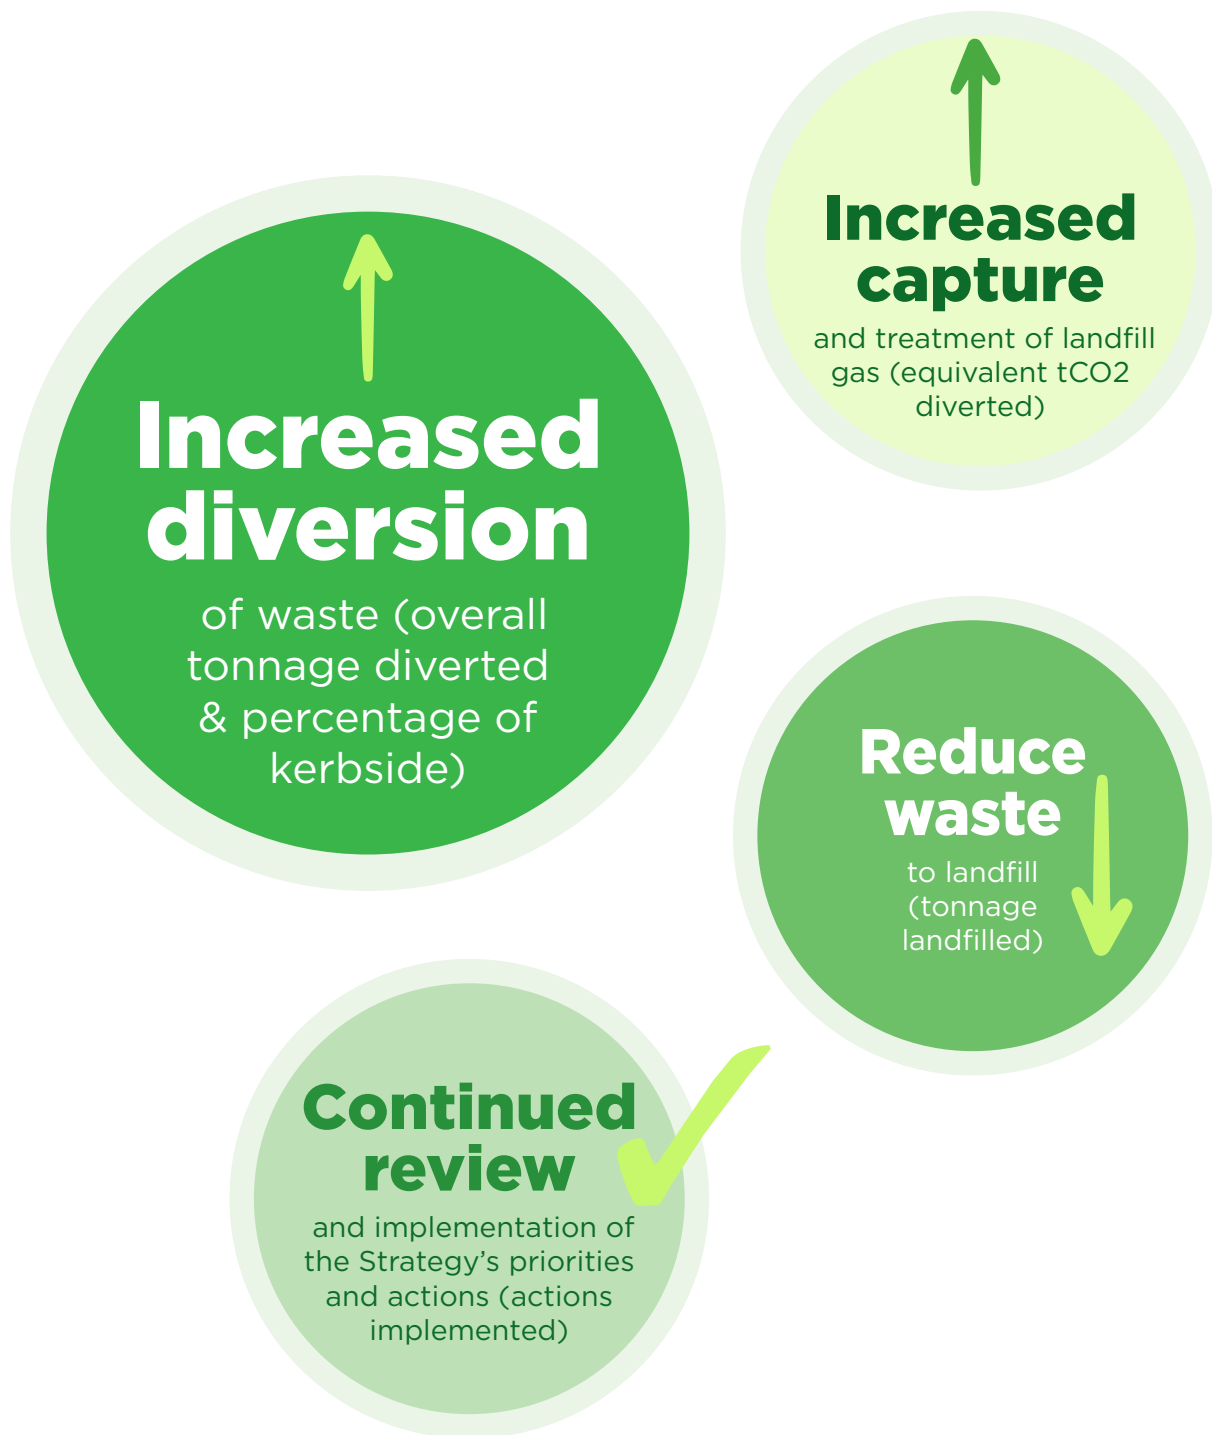 Increased
capture
and treatment of landfill
gas (equivalent tCO2
diverted)
Increased
diversion
of waste (overall
tonnage diverted
& percentage of
kerbside)
Reduce
waste
to landfill
(tonnage
landfilled)
Continued
review
and implementation of
the Strategy’s priorities
and actions (actions
implemented)